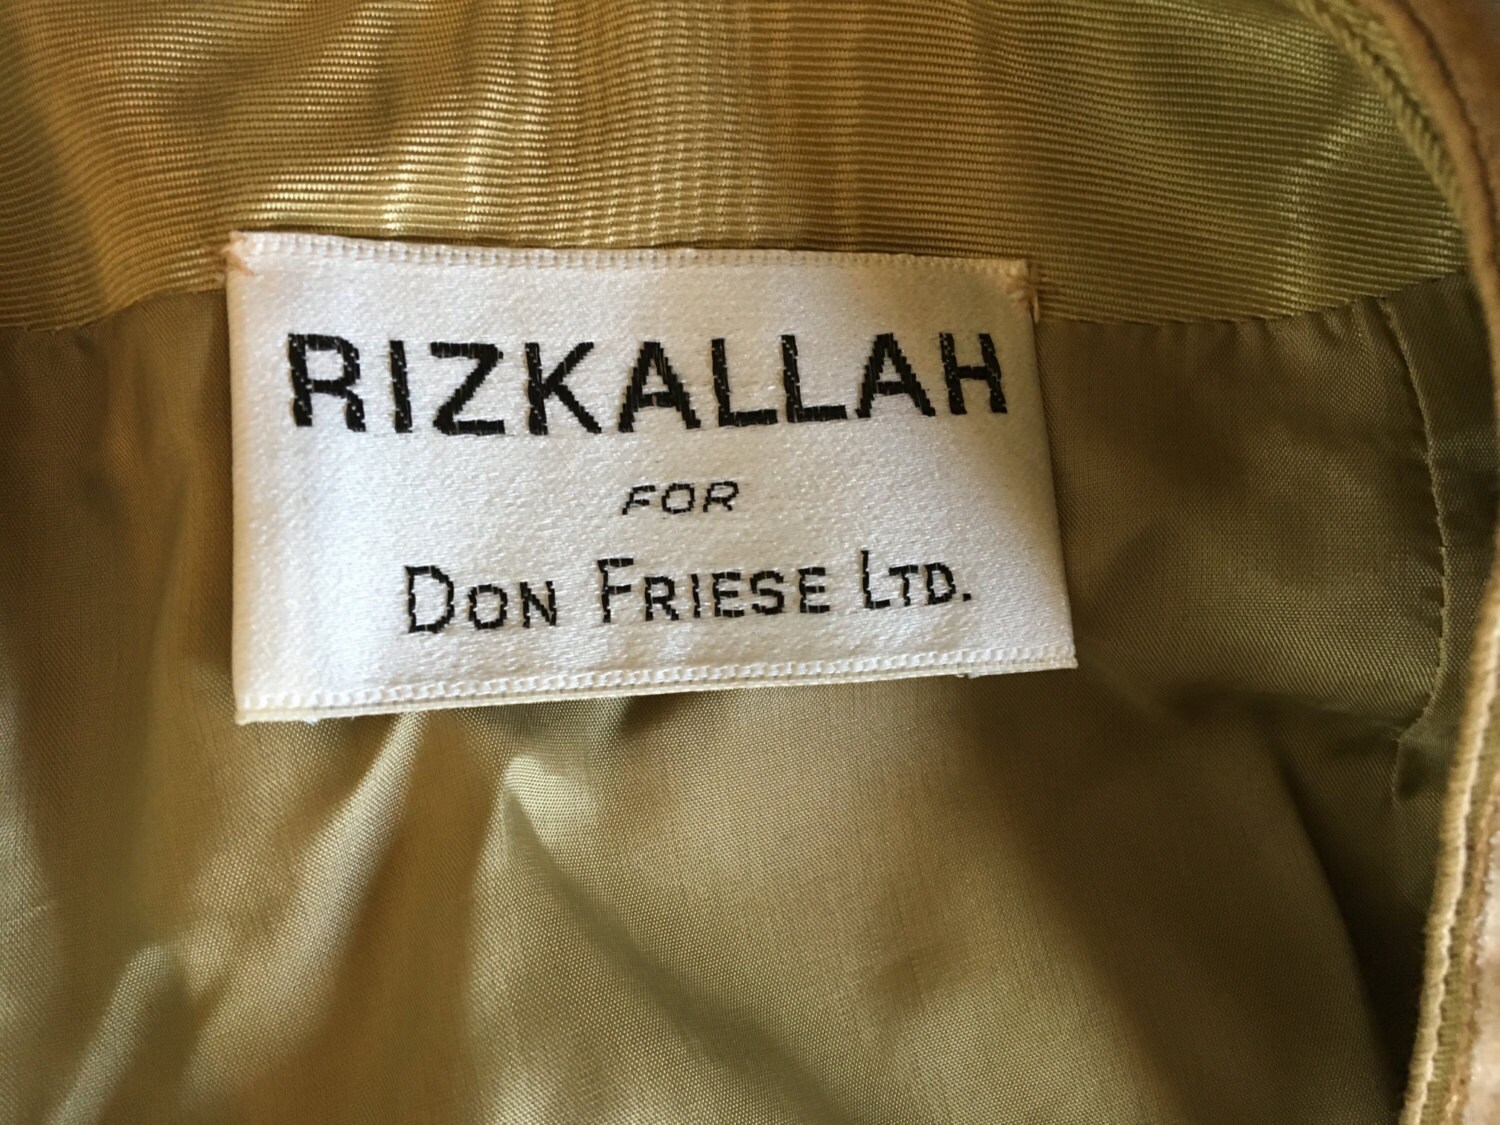 RIZKALLAH
FOR
DON FRIESE LTD.